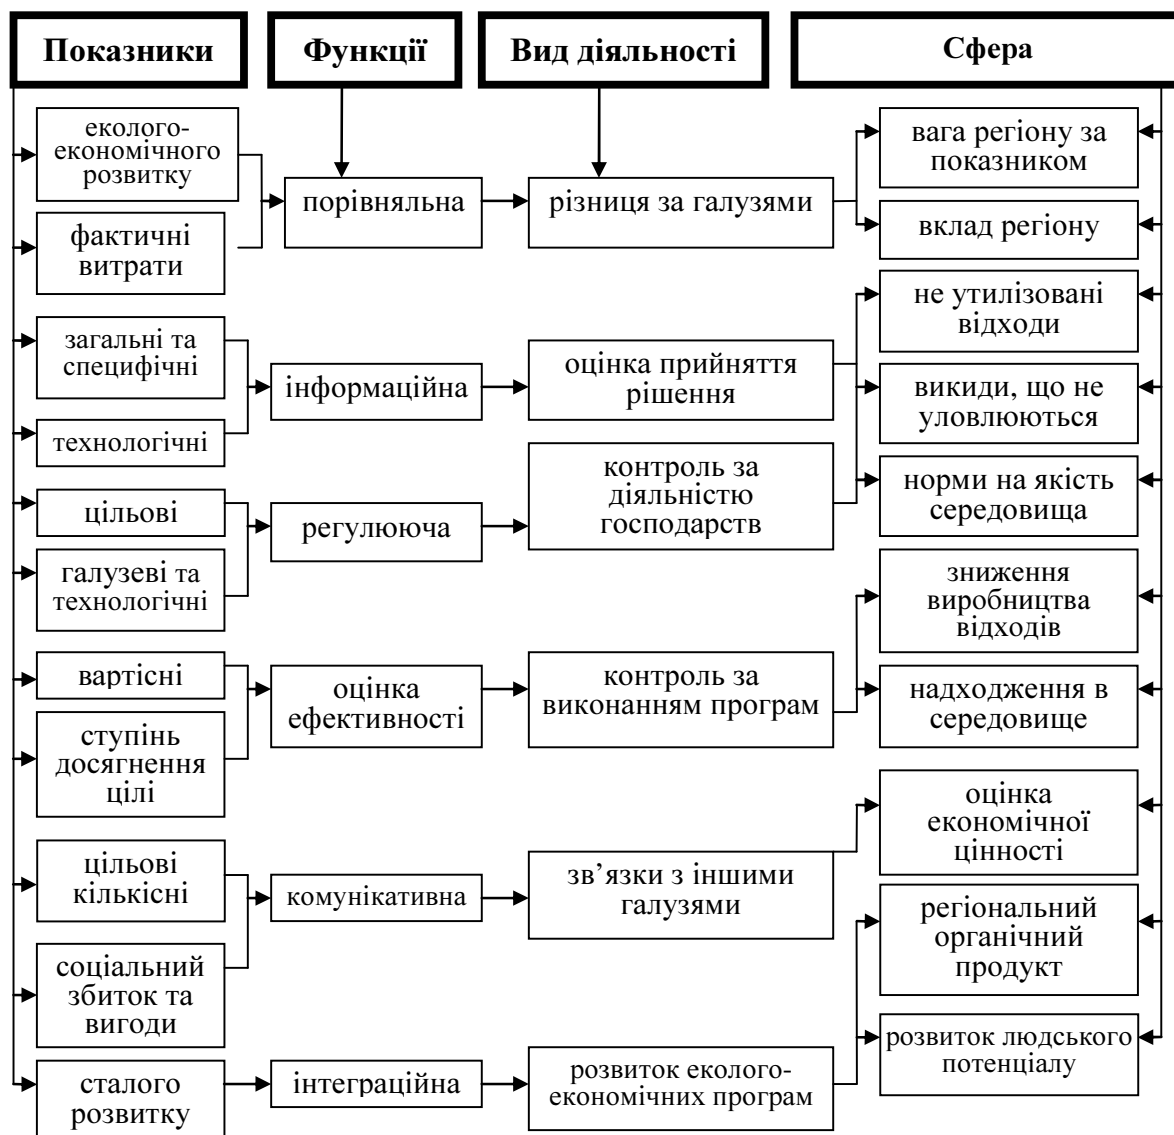 Показники
Функції
Вид діяльності
Сфера
еколого-
економічного
розвитку
фактичні
витрати
загальні та
специфічні
технологічні
цільові
галузеві та
технологічні
вартісні
ступінь
досягнення
цілі
цільові
кількісні
соціальний
збиток та
вигоди
сталого
розвитку
порівняльна
інформаційна
регулююча
оцінка
ефективності
комунікативна
інтеграційна
різниця за галузями
оцінка прийняття
рішення
контроль за
діяльністю
господарств
контроль за
виконанням програм
зв’язки з іншими
галузями
розвиток еколого-
економічних програм
вага регіону за
показником
вклад регіону
не утилізовані
відходи
викиди, що не
уловлюються
норми на якість
середовища
зниження
виробництва
відходів
надходження в
середовище
оцінка
економічної
цінності
регіональний
органічний
продукт
розвиток людського
потенціалу